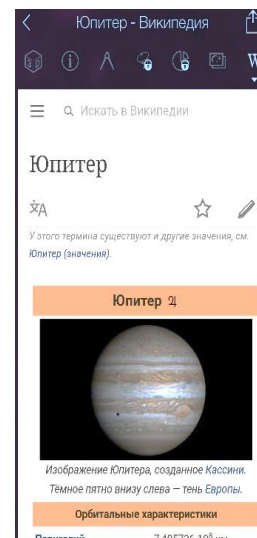 Юпитер - Википедия
W
Искать в Википедии
Юпитер
У этого термина существуют и другие значения, см.
Юпитер (значения).
Юпитер ♃
Изображение Юпитера, созданное Кассини.
Тёмное пятно внизу слева — тень Европы.
Орбитальные характеристики